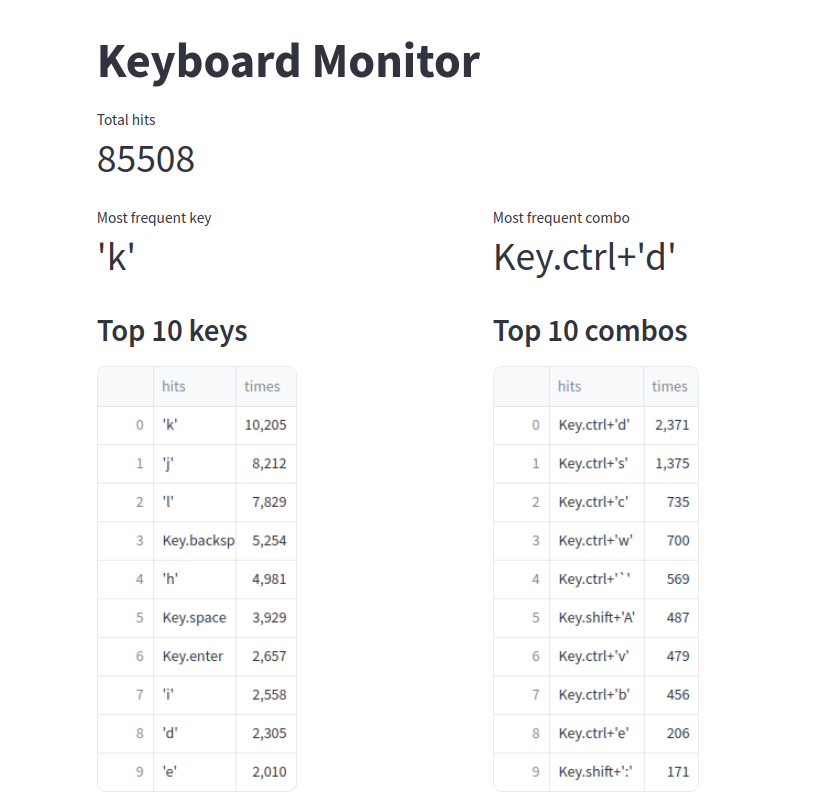 Keyboard Monitor
Total hits
85508
Most frequent key
'k'
Most frequent combo
Key.ctrl+'d'
Top 10 keys
hits times
0 'k' 10,205
1 'j' 8,212
2 'l' 7,829
3 Key.backsp 5,254
4 'h' 4,981
5 Key.space 3,929
6 Key.enter 2,657
7 'i' 2,558
8 'd' 2,305
9 'e' 2,010
Top 10 combos
hits times
0 Key.ctrl+'d' 2,371
1 Key.ctrl+'s' 1,375
2 Key.ctrl+'c' 735
3 Key.ctrl+'w' 700
4 Key.ctrl+'`' 569
5 Key.shift+'A' 487
6 Key.ctrl+'v' 479
7 Key.ctrl+'b' 456
8 Key.ctrl+'e' 206
9 Key.shift+':' 171